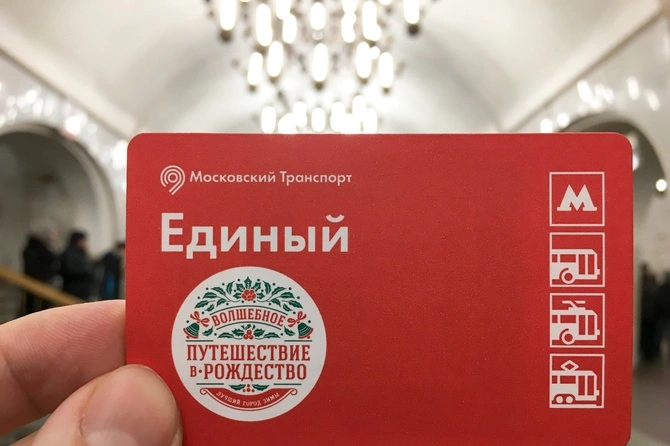 Московский Транспорт
Единый
М
ВОЛШЕБНОЕ
ПУТЕШЕСТВИЕ
В•РОЖДЕСТВО
ЛУЧШИЙ ГОРОД ЗИМЫ